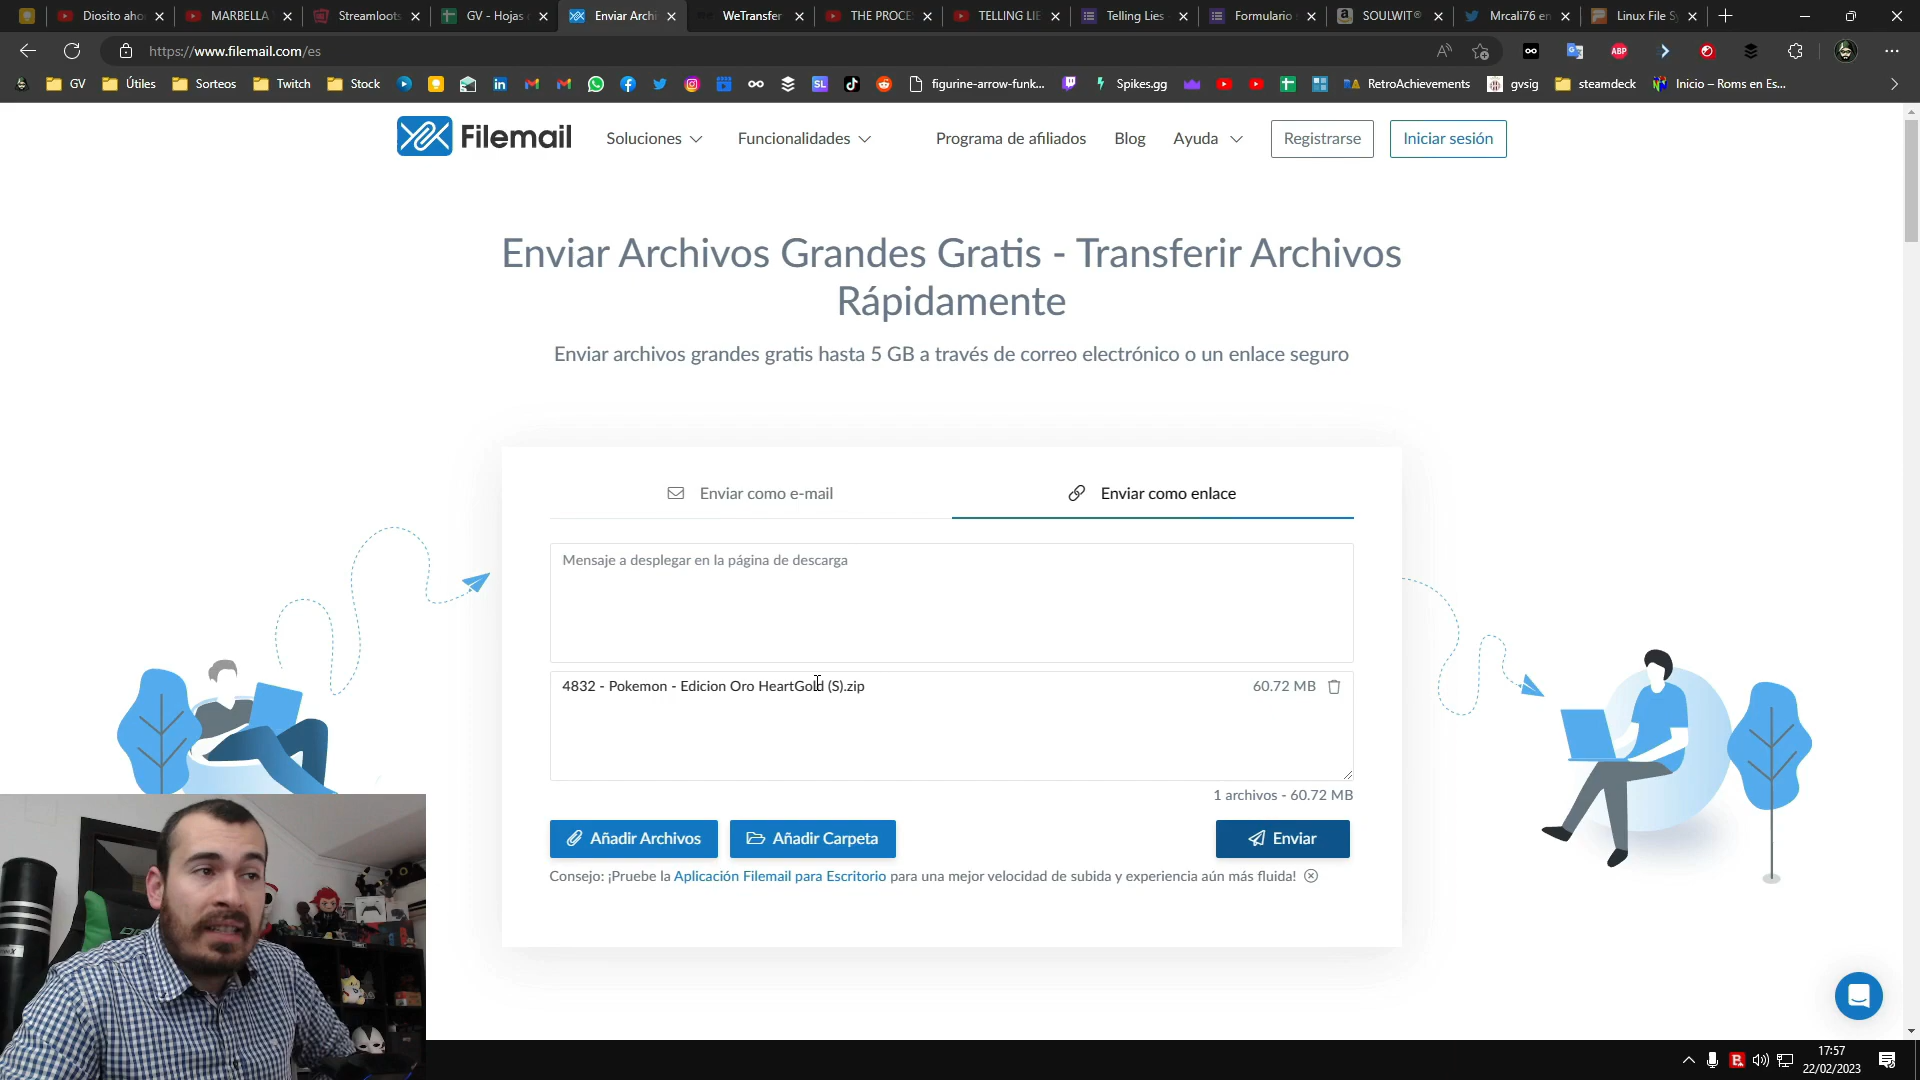 Diosito aho
MARBELLA
Streamloots
GV - Hojas
Enviar Archi
WeTransfer
THE PROCE
TELLING LIE
Telling Lies -
Formulario
SOULWIT®
Mrcali76 en
Linux File Sy
https://www.filemail.com/es
GV
Útiles
Sorteos
Twitch
Stock
figurine-arrow-funk...
Spikes.gg
RetroAchievements
gvsig
steamdeck
Inicio – Roms en Es...
Filemail
Soluciones
Funcionalidades
Programa de afiliados
Blog
Ayuda
Registrarse
Iniciar sesión
Enviar Archivos Grandes Gratis - Transferir Archivos
Rápidamente
Enviar archivos grandes gratis hasta 5 GB a través de correo electrónico o un enlace seguro
Enviar como e-mail
Enviar como enlace
Mensaje a desplegar en la página de descarga
4832 - Pokemon - Edicion Oro HeartGold (S).zip
60.72 MB
1 archivos - 60.72 MB
Añadir Archivos
Añadir Carpeta
Enviar
Consejo: ¡Pruebe la Aplicación Filemail para Escritorio para una mejor velocidad de subida y experiencia aún más fluida!
17:57
22/02/2023